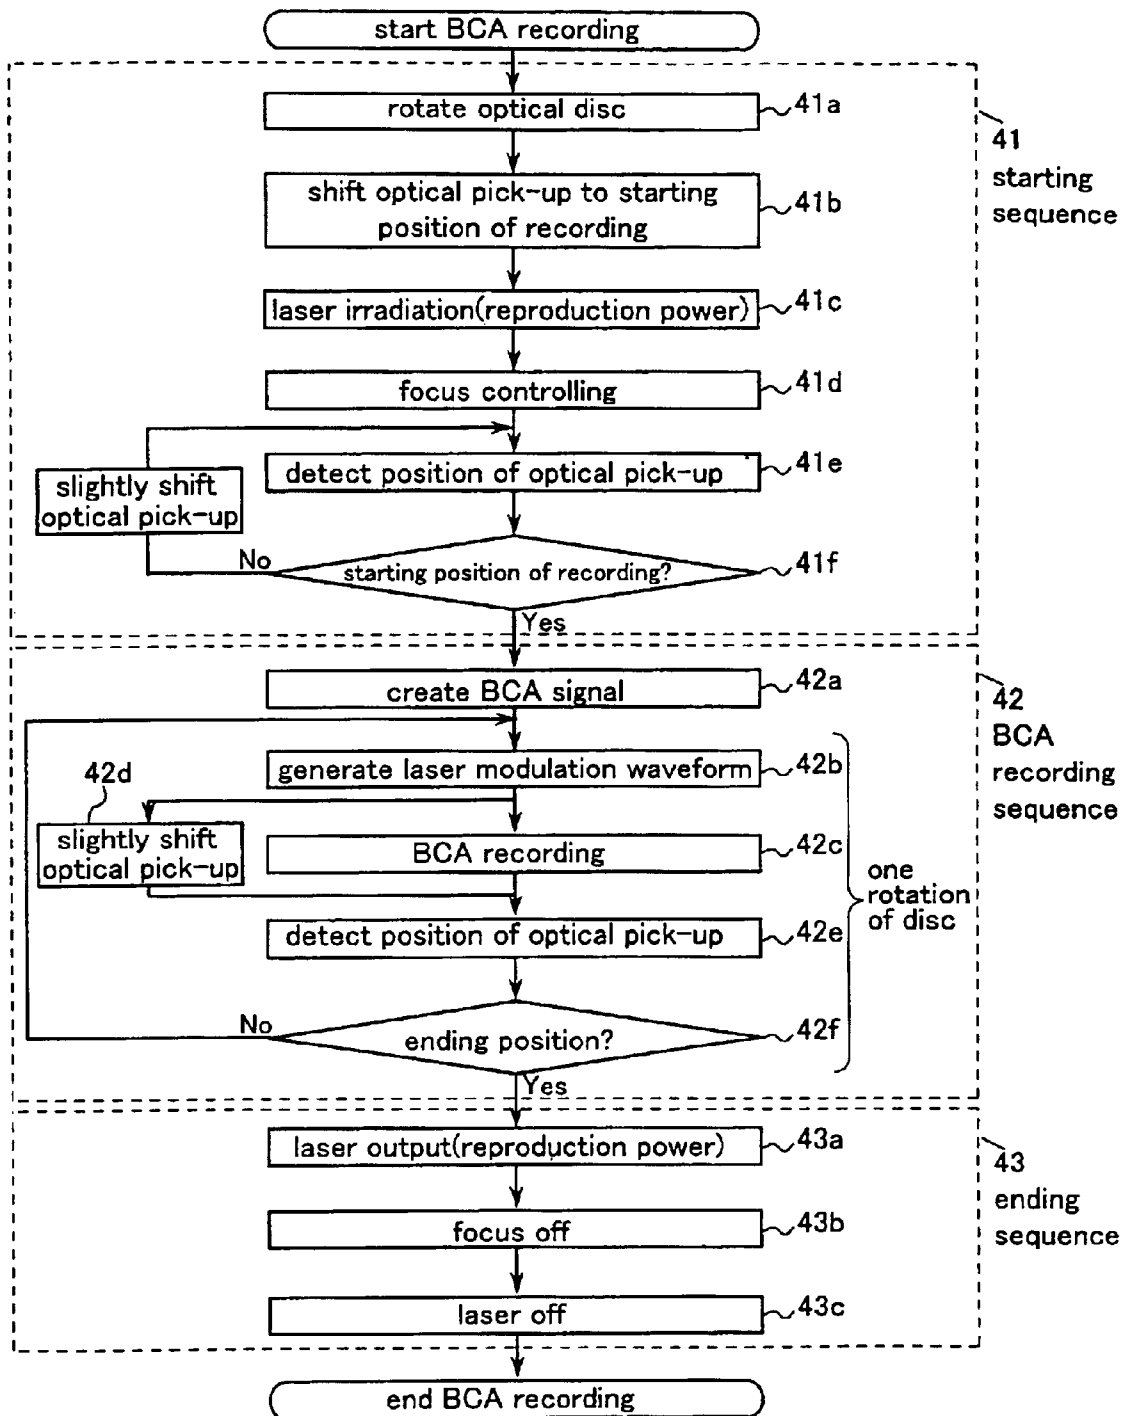 start BCA recording
rotate optical disc
41a
41
starting
sequence
shift optical pick-up to starting
position of recording
41b
laser irradiation(reproduction power)
41c
focus controlling
41d
detect position of optical pick-up
41e
slightly shift
optical pick-up
No
starting position of recording?
41f
Yes
create BCA signal
42a
42
BCA
recording
sequence
generate laser modulation waveform
42b
42d
slightly shift
optical pick-up
BCA recording
42c
one
rotation
of disc
detect position of optical pick-up
42e
No
ending position?
42f
Yes
laser output(reproduction power)
43a
43
ending
sequence
focus off
43b
laser off
43c
end BCA recording